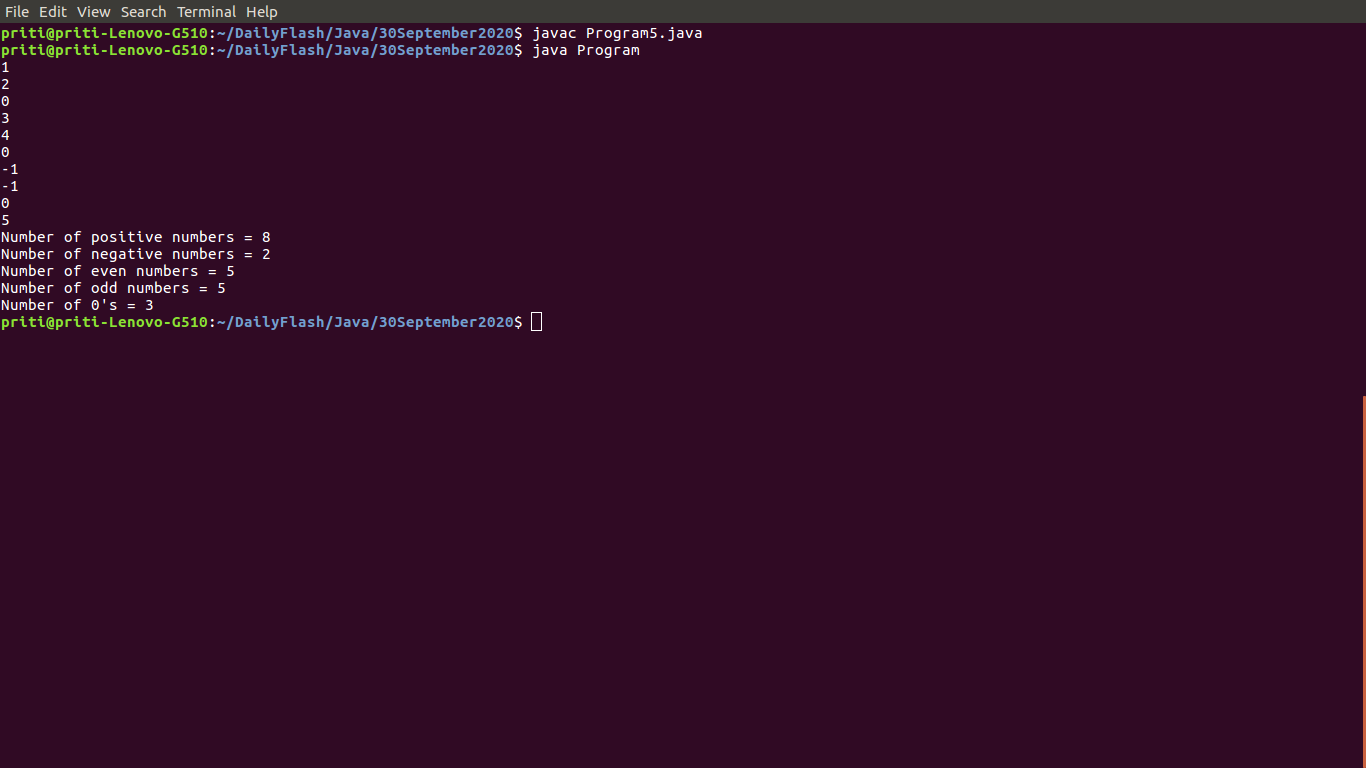 File Edit View Search Terminal Help
priti@priti-Lenovo-G510:~/DailyFlash/Java/30September2020$ javac Program5.java
priti@priti-Lenovo-G510:~/DailyFlash/Java/30September2020$ java Program
1
2
0
3
4
0
-1
-1
0
5
Number of positive numbers = 8
Number of negative numbers = 2
Number of even numbers = 5
Number of odd numbers = 5
Number of 0's = 3
priti@priti-Lenovo-G510:~/DailyFlash/Java/30September2020$